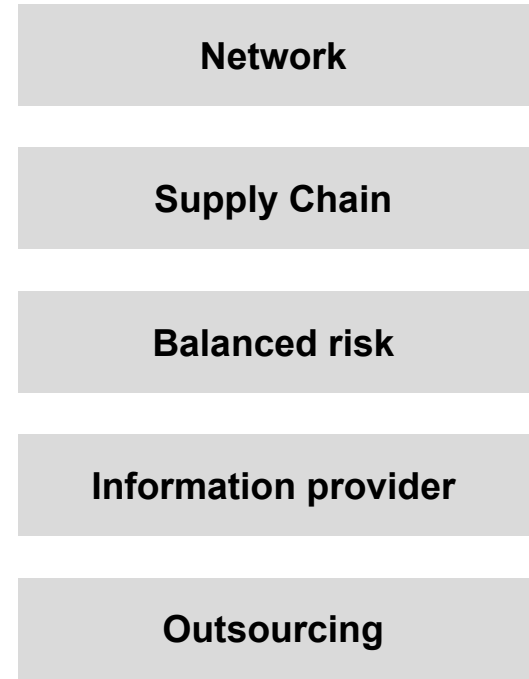 Network
Supply Chain
Balanced risk
Information provider
Outsourcing